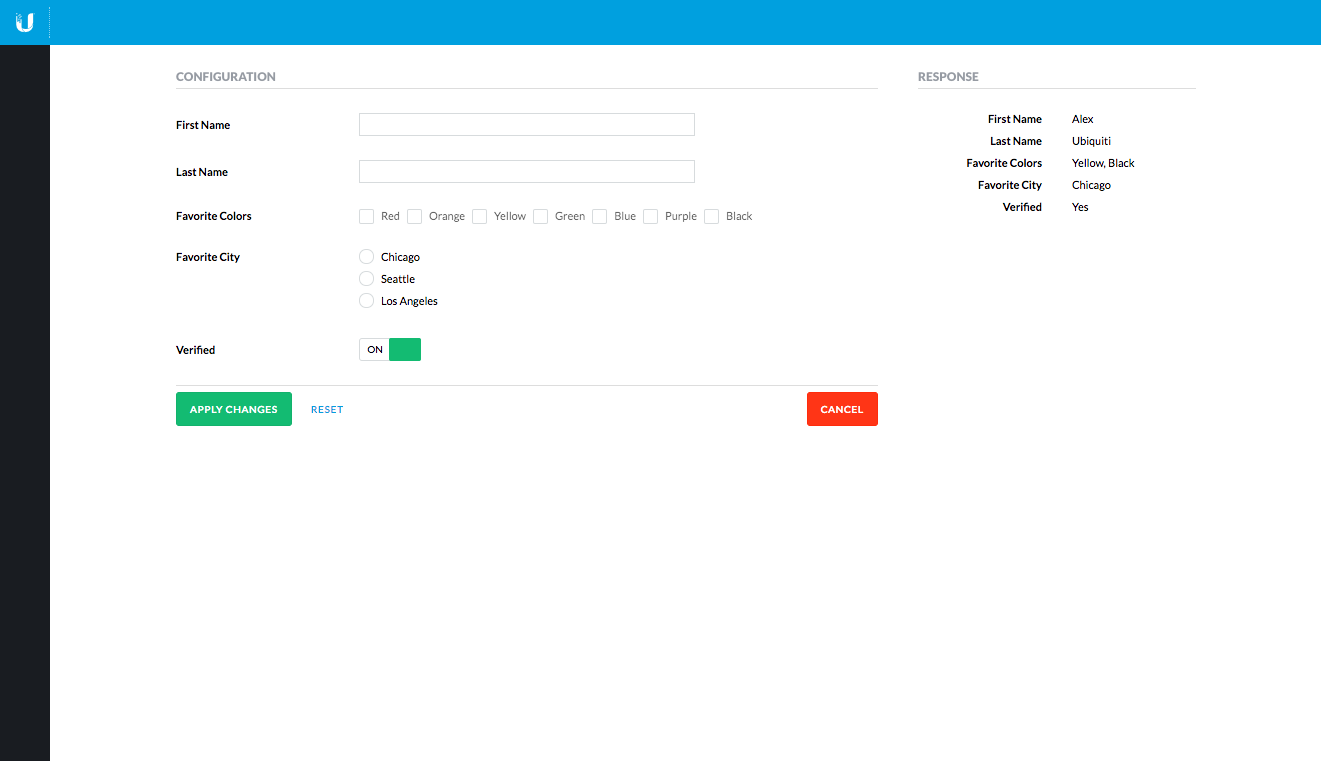 CONFIGURATION
First Name
Last Name
Favorite Colors Red Orange Yellow Green Blue Purple Black
Favorite City Chicago
Seattle
Los Angeles
Verified ON
APPLY CHANGES RESET CANCEL
RESPONSE
First Name Alex
Last Name Ubiquiti
Favorite Colors Yellow, Black
Favorite City Chicago
Verified Yes